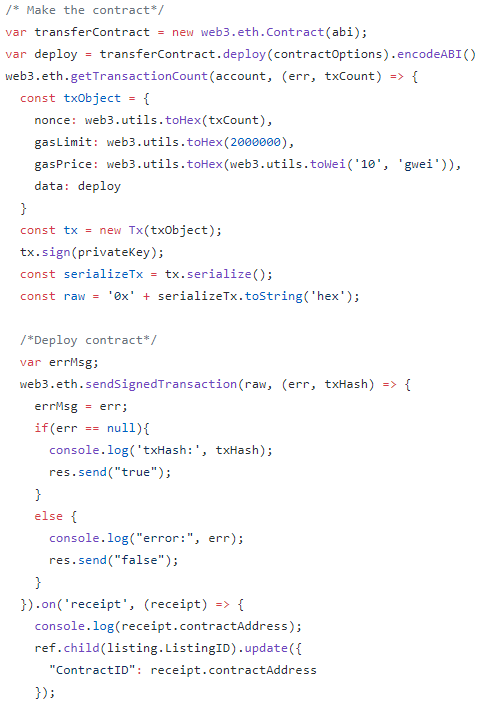 /* Make the contract*/
var transferContract = new web3.eth.Contract(abi);
var deploy = transferContract.deploy(contractOptions).encodeABI()
web3.eth.getTransactionCount(account, (err, txCount) => {
  const txObject = {
    nonce: web3.utils.toHex(txCount),
    gasLimit: web3.utils.toHex(2000000),
    gasPrice: web3.utils.toHex(web3.utils.toWei('10', 'gwei')),
    data: deploy
  }
  const tx = new Tx(txObject);
  tx.sign(privateKey);
  const serializeTx = tx.serialize();
  const raw = '0x' + serializeTx.toString('hex');

  /*Deploy contract*/
  var errMsg;
  web3.eth.sendSignedTransaction(raw, (err, txHash) => {
    errMsg = err;
    if(err == null){
      console.log('txHash:', txHash);
      res.send("true");
    }
    else {
      console.log("error:", err);
      res.send("false");
    }
  }).on('receipt', (receipt) => {
    console.log(receipt.contractAddress);
    ref.child(listing.ListingID).update({
      "ContractID": receipt.contractAddress
    });